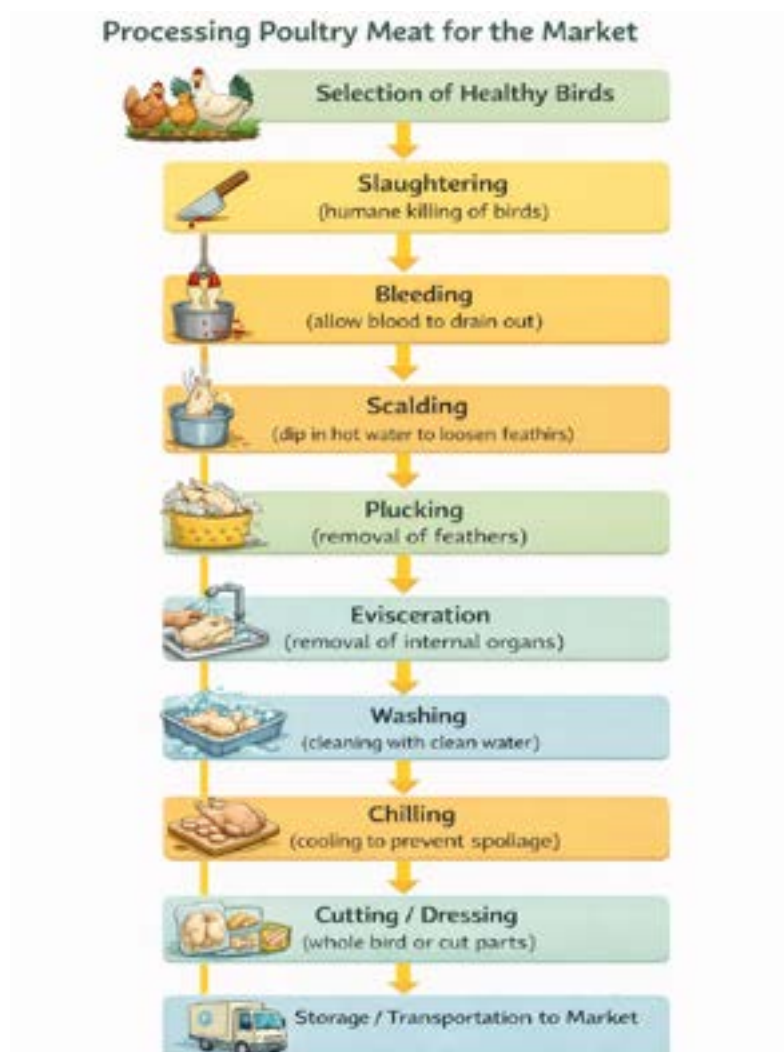 Processing Poultry Meat for the Market
Selection of Healthy Birds
Slaughtering
(humane killing of birds)
Bleeding
(allow blood to drain out)
Scalding
(dip in hot water to loosen feathirs)
Plucking
(removal of feathers)
Evisceration
(removal of internal organs)
Washing
(cleaning with clean water)
Chilling
(cooling to prevent spoilage)
Cutting / Dressing
(whole bird or cut parts)
Storage / Transportation to Market